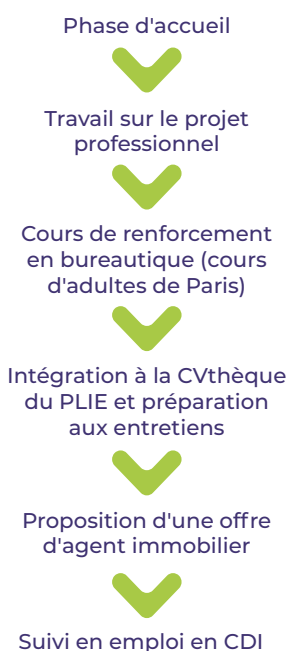 Phase d'accueil
Travail sur le projet
professionnel
Cours de renforcement
en bureautique (cours
d'adultes de Paris)
Intégration à la CVthèque
du PLIE et préparation
aux entretiens
Proposition d'une offre
d'agent immobilier
Suivi en emploi en CDI